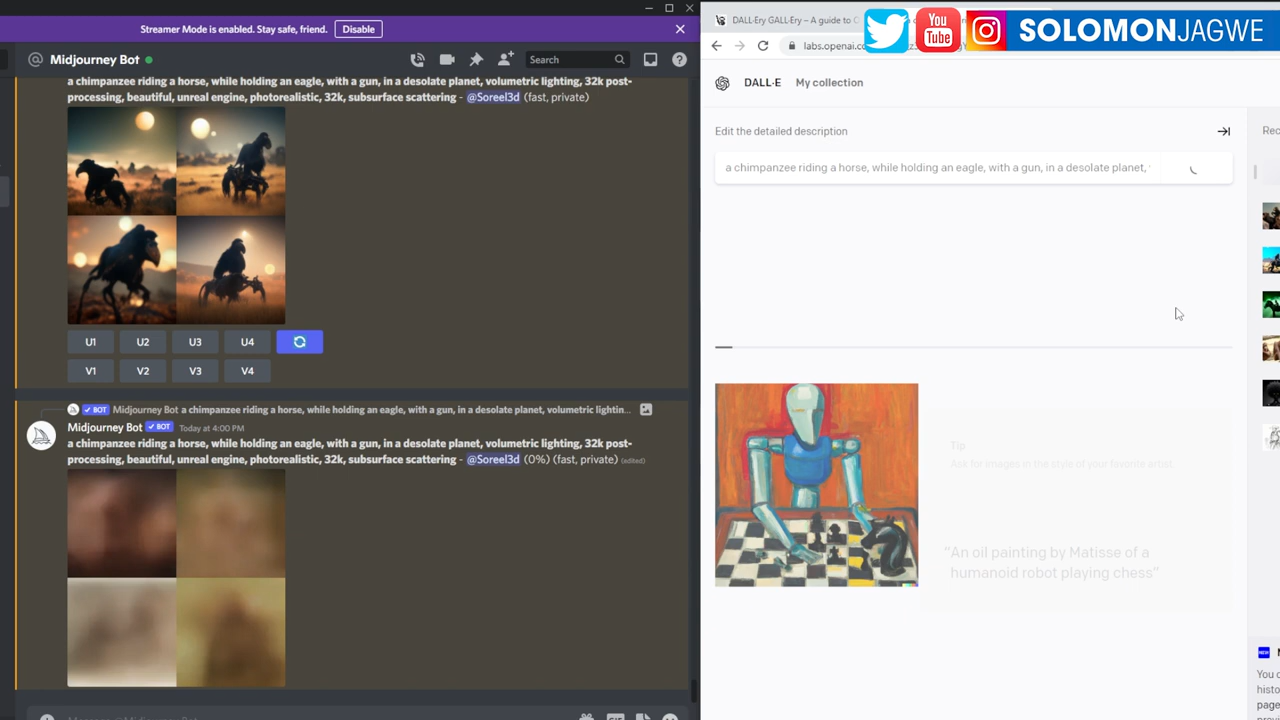 Streamer Mode is enabled. Stay safe, friend.
Disable
Midjourney Bot
Search
a chimpanzee riding a horse, while holding an eagle, with a gun, in a desolate planet, volumetric lighting, 32k post-
processing, beautiful, unreal engine, photorealistic, 32k, subsurface scattering - @Soreel3d (fast, private)
U1 U2 U3 U4
V1 V2 V3 V4
BOT Midjourney Bot a chimpanzee riding a horse, while holding an eagle, with a gun, in a desolate planet, volumetric lightin...
Midjourney Bot BOT Today at 4:00 PM
a chimpanzee riding a horse, while holding an eagle, with a gun, in a desolate planet, volumetric lighting, 32k post-
processing, beautiful, unreal engine, photorealistic, 32k, subsurface scattering - @Soreel3d (0%) (fast, private) (edited)
DALL·Ery GALL·Ery – A guide to
You
Tube
SOLOMONJAGWE
labs.openai.co
DALL·E My collection
Edit the detailed description
Rec
a chimpanzee riding a horse, while holding an eagle, with a gun, in a desolate planet,
Tip
Ask for images in the style of your favorite artist.
“An oil painting by Matisse of a
humanoid robot playing chess”
NEW
You c
histo
page